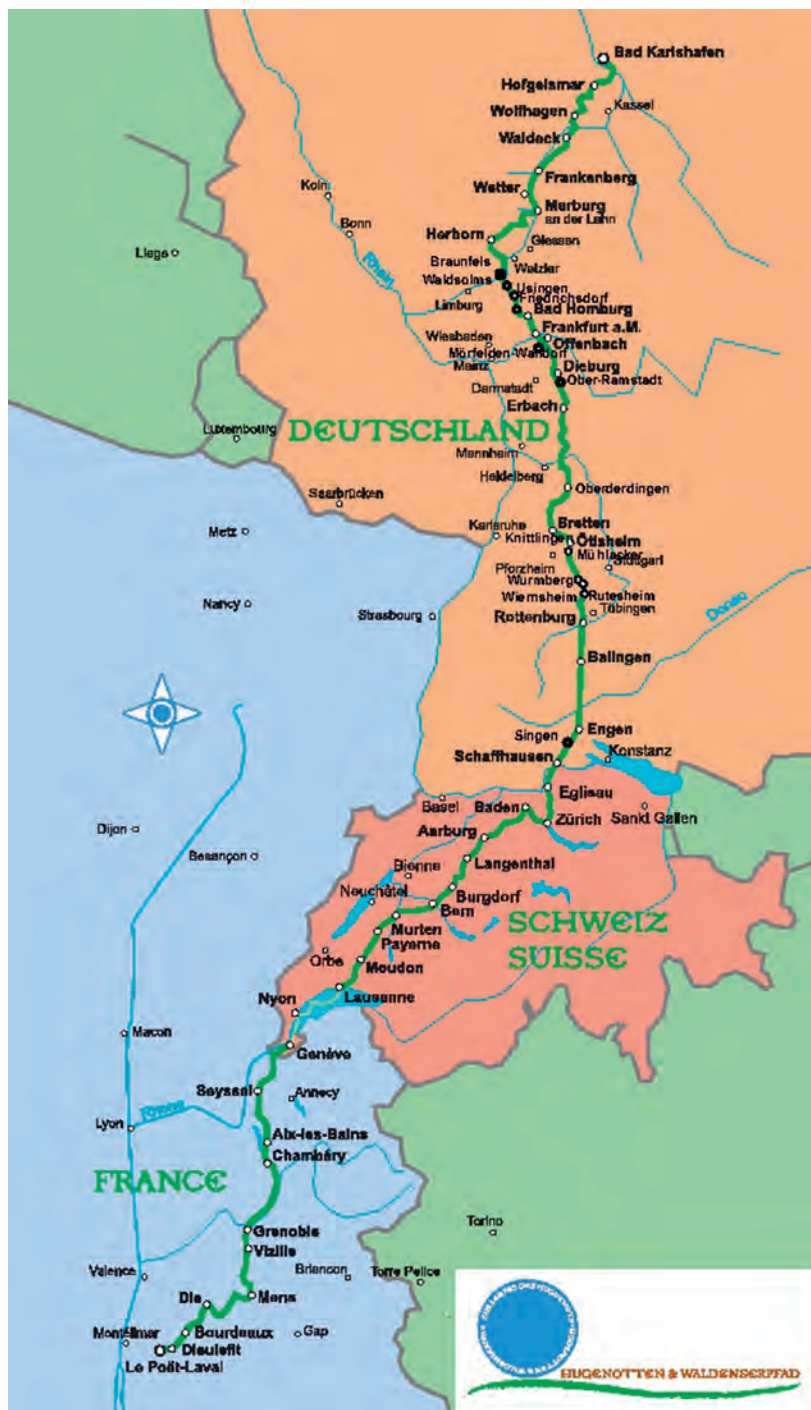 Bad Karlshafen
Hofgeismar
Kassel
Wolfhagen
Waldeck
Frankenberg
Wetter
Köln
Marburg
an der Lahn
Bonn
Herborn
Giessen
Liege
Braunfels
Wetzlar
Rhein
Waldsolms
Usingen
Friedrichsdorf
Limburg
Bad Homburg
Frankfurt a.M.
Wiesbaden
Offenbach
Mörfelden-Walldorf
Mainz
Dieburg
Ober-Ramstadt
Darmstadt
Erbach
Luxembourg
DEUTSCHLAND
Mannheim
Heidelberg
Oberderdingen
Saarbrücken
Karlsruhe
Bretten
Metz
Knittlingen
Ötisheim
Mühlacker
Pforzheim
Stuttgart
Wurmberg
Nancy
Wiernsheim
Rutesheim
Tübingen
Strasbourg
Rottenburg
Donau
Balingen
Engen
Singen
Schaffhausen
Konstanz
Eglisau
Basel
Baden
Sankt Gallen
Zürich
Dijon
Aarburg
Besançon
Bienne
Langenthal
Neuchâtel
Burgdorf
Bern
SCHWEIZ
SUISSE
Murten
Payerne
Orbe
Moudon
Lausanne
Nyon
Macon
Genève
Seyssel
Annecy
Rhone
Lyon
Aix-les-Bains
Chambéry
FRANCE
Torino
Grenoble
Vizille
Valence
Briancon
Torre Pelice
Die
Mens
Montélimar
Bourdeaux
Gap
Dieulefit
Le Poët-Laval
HUGENOTTEN & WALDENSERPFAD